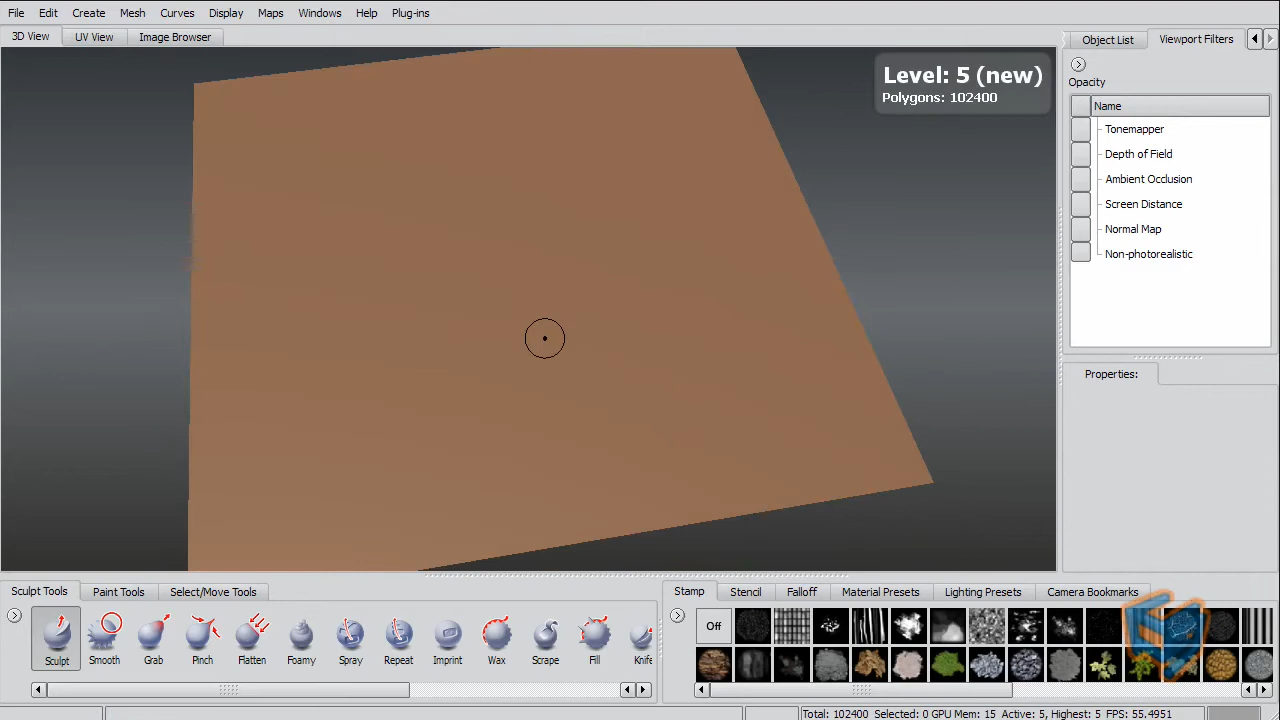 File Edit Create Mesh Curves Display Maps Windows Help Plug-ins
3D View UV View Image Browser
Object List Viewport Filters
Level: 5 (new)
Polygons: 102400
Opacity
Name
Tonemapper
Depth of Field
Ambient Occlusion
Screen Distance
Normal Map
Non-photorealistic
Properties:
Sculpt Tools Paint Tools Select/Move Tools
Stamp Stencil Falloff Material Presets Lighting Presets Camera Bookmarks
Off
Sculpt Smooth Grab Pinch Flatten Foamy Spray Repeat Imprint Wax Scrape Fill Knife
Total: 102400 Selected: 0 GPU Mem: 15 Active: 5, Highest: 5 FPS: 55.4951